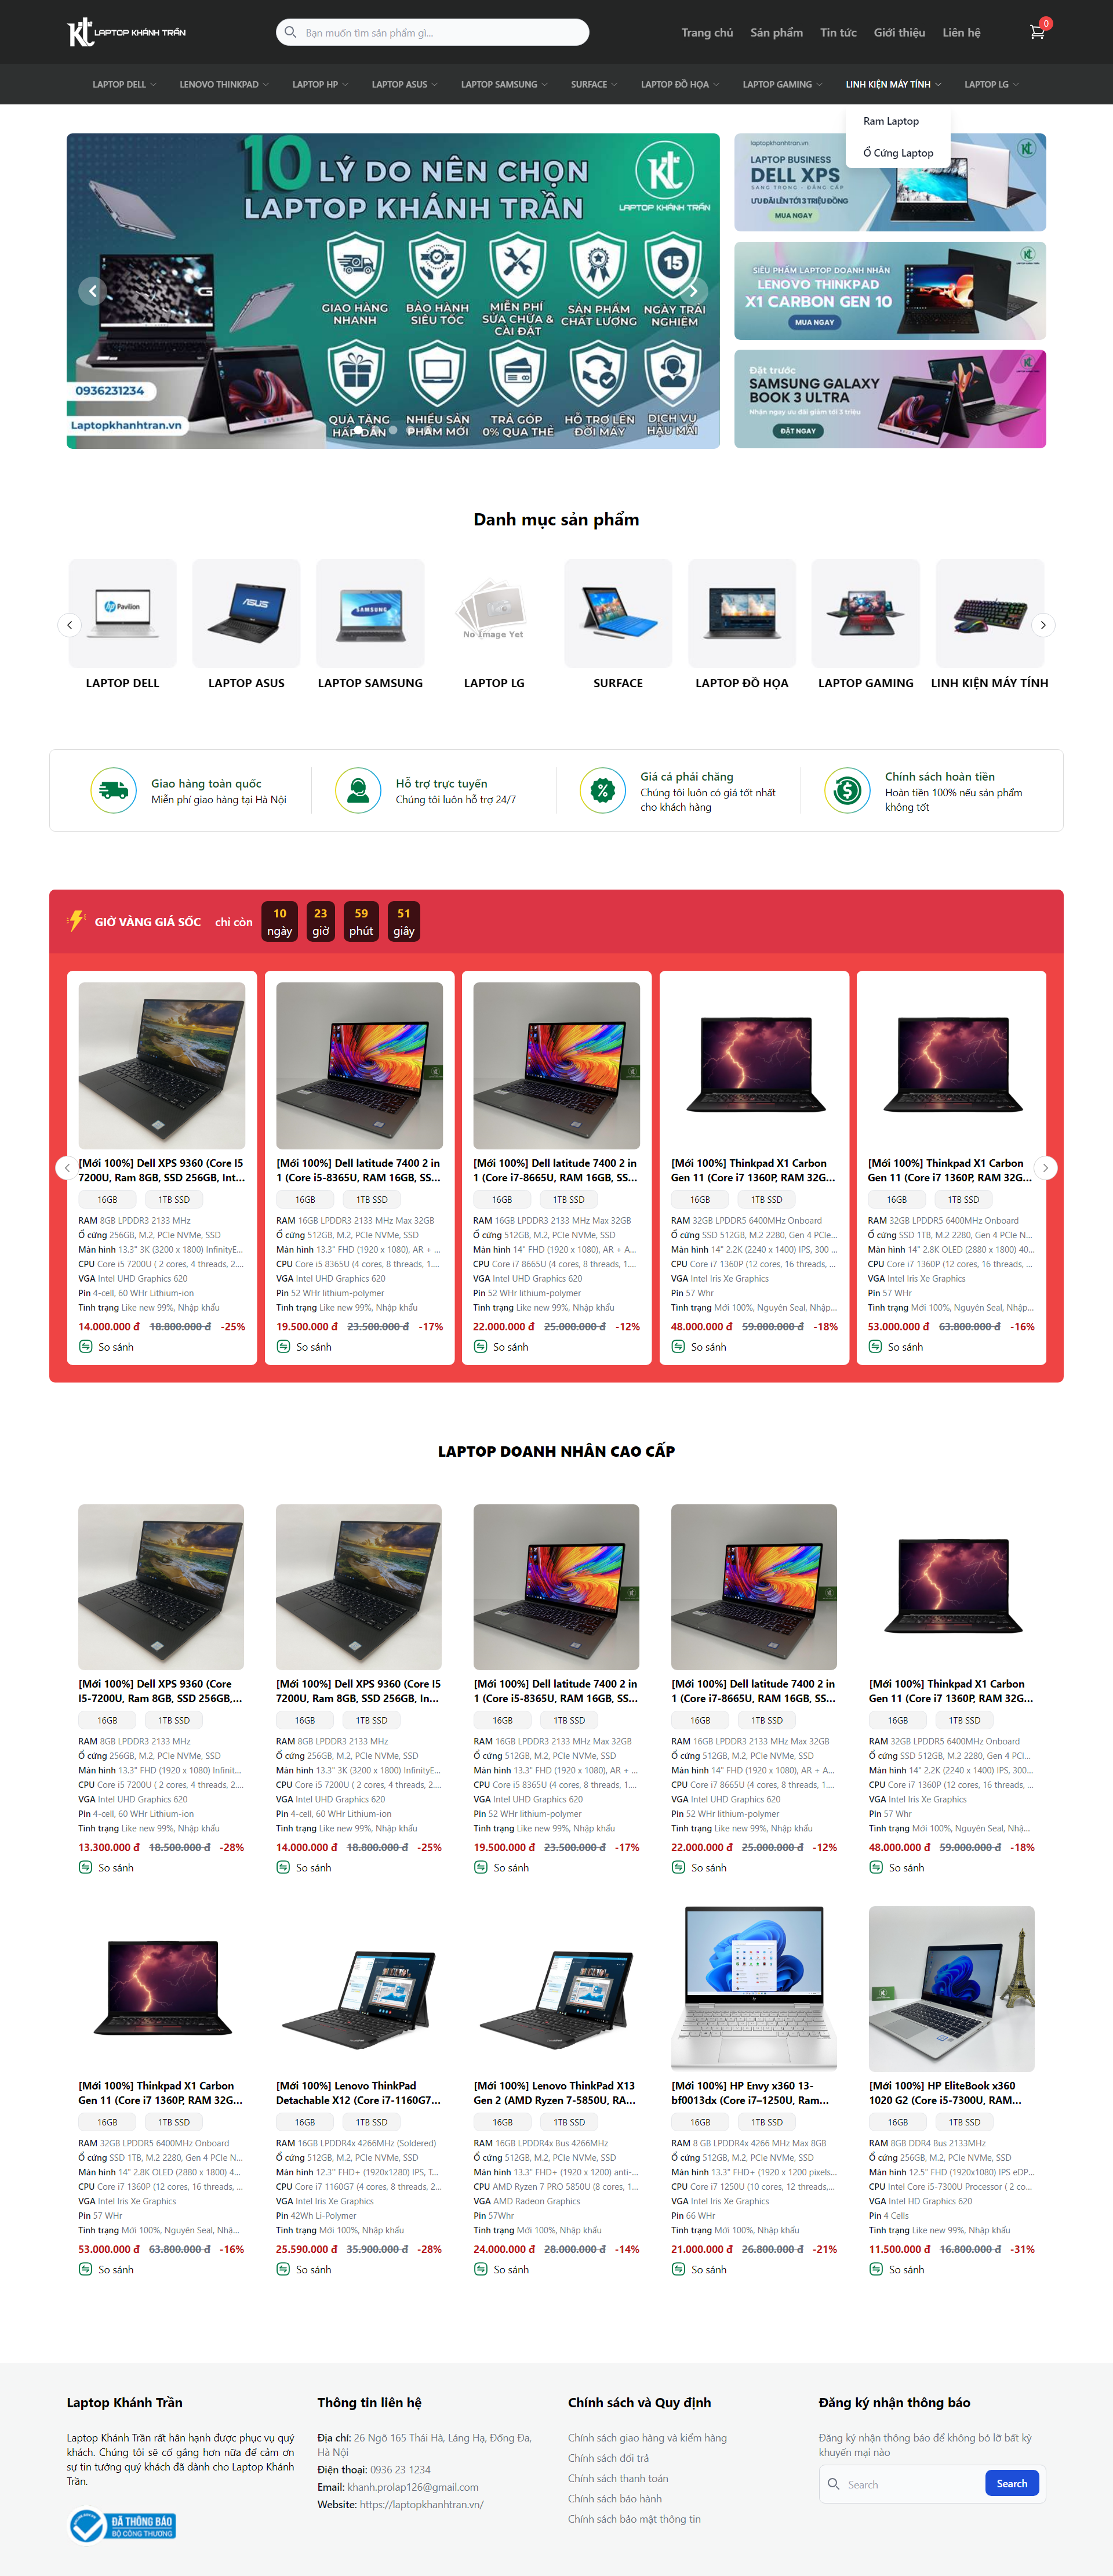 LAPTOP KHÁNH TRẦN
Bạn muốn tìm sản phẩm gì...
Trang chủ
Sản phẩm
Tin tức
Giới thiệu
Liên hệ
0
LAPTOP DELL
LENOVO THINKPAD
LAPTOP HP
LAPTOP ASUS
LAPTOP SAMSUNG
SURFACE
LAPTOP ĐỒ HỌA
LAPTOP GAMING
LINH KIỆN MÁY TÍNH
LAPTOP LG
Ram Laptop
Ổ Cứng Laptop
10 LÝ DO NÊN CHỌN
LAPTOP KHÁNH TRẦN
LAPTOP KHÁNH TRẦN
GIAO HÀNG
NHANH
BẢO HÀNH
SIÊU TỐC
MIỄN PHÍ
SỬA CHỮA &
CÀI ĐẶT
SẢN PHẨM
CHẤT LƯỢNG
15
NGÀY TRẢI
NGHIỆM
QUÀ TẶNG
HẤP DẪN
NHIỀU SẢN
PHẨM MỚI
TRẢ GÓP
0% QUA THẺ
HỖ TRỢ LÊN
ĐỜI MÁY
DỊCH VỤ
HẬU MÃI
0936231234
Laptopkhanhtran.vn
laptopkhanhtran.vn
LAPTOP BUSINESS
DELL XPS
SANG TRỌNG - ĐẲNG CẤP
ƯU ĐÃI LÊN TỚI 3 TRIỆU ĐỒNG
MUA NGAY
SIÊU PHẨM LAPTOP DOANH NHÂN
LENOVO THINKPAD
X1 CARBON GEN 10
MUA NGAY
Đặt trước
SAMSUNG GALAXY
BOOK 3 ULTRA
Nhận ngay ưu đãi giảm tới 3 triệu
ĐẶT NGAY
Danh mục sản phẩm
Pavilion
ASUS
SAMSUNG
No Image Yet
LAPTOP DELL
LAPTOP ASUS
LAPTOP SAMSUNG
LAPTOP LG
SURFACE
LAPTOP ĐỒ HỌA
LAPTOP GAMING
LINH KIỆN MÁY TÍNH
Giao hàng toàn quốc
Miễn phí giao hàng tại Hà Nội
Hỗ trợ trực tuyến
Chúng tôi luôn hỗ trợ 24/7
Giá cả phải chăng
Chúng tôi luôn có giá tốt nhất
cho khách hàng
Chính sách hoàn tiền
Hoàn tiền 100% nếu sản phẩm
không tốt
GIỜ VÀNG GIÁ SỐC
chỉ còn
10
ngày
23
giờ
59
phút
51
giây
[Mới 100%] Dell XPS 9360 (Core I5
7200U, Ram 8GB, SSD 256GB, Int...
16GB
1TB SSD
RAM 8GB LPDDR3 2133 MHz
Ổ cứng 256GB, M.2, PCIe NVMe, SSD
Màn hình 13.3" 3K (3200 x 1800) InfinityE...
CPU Core i5 7200U ( 2 cores, 4 threads, 2....
VGA Intel UHD Graphics 620
Pin 4-cell, 60 WHr Lithium-ion
Tình trạng Like new 99%, Nhập khẩu
14.000.000 đ 18.800.000 đ -25%
So sánh
[Mới 100%] Dell latitude 7400 2 in
1 (Core i5-8365U, RAM 16GB, SS...
16GB
1TB SSD
RAM 16GB LPDDR3 2133 MHz Max 32GB
Ổ cứng 512GB, M.2, PCIe NVMe, SSD
Màn hình 13.3" FHD (1920 x 1080), AR + ...
CPU Core i5 8365U (4 cores, 8 threads, 1....
VGA Intel UHD Graphics 620
Pin 52 WHr lithium-polymer
Tình trạng Like new 99%, Nhập khẩu
19.500.000 đ 23.500.000 đ -17%
So sánh
[Mới 100%] Dell latitude 7400 2 in
1 (Core i7-8665U, RAM 16GB, SS...
16GB
1TB SSD
RAM 16GB LPDDR3 2133 MHz Max 32GB
Ổ cứng 512GB, M.2, PCIe NVMe, SSD
Màn hình 14" FHD (1920 x 1080), AR + A...
CPU Core i7 8665U (4 cores, 8 threads, 1....
VGA Intel UHD Graphics 620
Pin 52 WHr lithium-polymer
Tình trạng Like new 99%, Nhập khẩu
22.000.000 đ 25.000.000 đ -12%
So sánh
[Mới 100%] Thinkpad X1 Carbon
Gen 11 (Core i7 1360P, RAM 32G...
16GB
1TB SSD
RAM 32GB LPDDR5 6400MHz Onboard
Ổ cứng SSD 512GB, M.2 2280, Gen 4 PCIe...
Màn hình 14" 2.2K (2240 x 1400) IPS, 300 ...
CPU Core i7 1360P (12 cores, 16 threads, ...
VGA Intel Iris Xe Graphics
Pin 57 Whr
Tình trạng Mới 100%, Nguyên Seal, Nhập...
48.000.000 đ 59.000.000 đ -18%
So sánh
[Mới 100%] Thinkpad X1 Carbon
Gen 11 (Core i7 1360P, RAM 32G...
16GB
1TB SSD
RAM 32GB LPDDR5 6400MHz Onboard
Ổ cứng SSD 1TB, M.2 2280, Gen 4 PCIe N...
Màn hình 14" 2.8K OLED (2880 x 1800) 40...
CPU Core i7 1360P (12 cores, 16 threads, ...
VGA Intel Iris Xe Graphics
Pin 57 WHr
Tình trạng Mới 100%, Nguyên Seal, Nhập...
53.000.000 đ 63.800.000 đ -16%
So sánh
LAPTOP DOANH NHÂN CAO CẤP
[Mới 100%] Dell XPS 9360 (Core
I5-7200U, Ram 8GB, SSD 256GB,...
16GB
1TB SSD
RAM 8GB LPDDR3 2133 MHz
Ổ cứng 256GB, M.2, PCIe NVMe, SSD
Màn hình 13.3" FHD (1920 x 1080) Infinit...
CPU Core i5 7200U ( 2 cores, 4 threads, 2....
VGA Intel UHD Graphics 620
Pin 4-cell, 60 WHr Lithium-ion
Tình trạng Like new 99%, Nhập khẩu
13.300.000 đ 18.500.000 đ -28%
So sánh
[Mới 100%] Dell XPS 9360 (Core I5
7200U, Ram 8GB, SSD 256GB, In...
16GB
1TB SSD
RAM 8GB LPDDR3 2133 MHz
Ổ cứng 256GB, M.2, PCIe NVMe, SSD
Màn hình 13.3" 3K (3200 x 1800) InfinityE...
CPU Core i5 7200U ( 2 cores, 4 threads, 2....
VGA Intel UHD Graphics 620
Pin 4-cell, 60 WHr Lithium-ion
Tình trạng Like new 99%, Nhập khẩu
14.000.000 đ 18.800.000 đ -25%
So sánh
[Mới 100%] Dell latitude 7400 2 in
1 (Core i5-8365U, RAM 16GB, SS...
16GB
1TB SSD
RAM 16GB LPDDR3 2133 MHz Max 32GB
Ổ cứng 512GB, M.2, PCIe NVMe, SSD
Màn hình 13.3" FHD (1920 x 1080), AR + ...
CPU Core i5 8365U (4 cores, 8 threads, 1....
VGA Intel UHD Graphics 620
Pin 52 WHr lithium-polymer
Tình trạng Like new 99%, Nhập khẩu
19.500.000 đ 23.500.000 đ -17%
So sánh
[Mới 100%] Dell latitude 7400 2 in
1 (Core i7-8665U, RAM 16GB, SS...
16GB
1TB SSD
RAM 16GB LPDDR3 2133 MHz Max 32GB
Ổ cứng 512GB, M.2, PCIe NVMe, SSD
Màn hình 14" FHD (1920 x 1080), AR + A...
CPU Core i7 8665U (4 cores, 8 threads, 1....
VGA Intel UHD Graphics 620
Pin 52 WHr lithium-polymer
Tình trạng Like new 99%, Nhập khẩu
22.000.000 đ 25.000.000 đ -12%
So sánh
[Mới 100%] Thinkpad X1 Carbon
Gen 11 (Core i7 1360P, RAM 32G...
16GB
1TB SSD
RAM 32GB LPDDR5 6400MHz Onboard
Ổ cứng SSD 512GB, M.2 2280, Gen 4 PCI...
Màn hình 14" 2.2K (2240 x 1400) IPS, 300...
CPU Core i7 1360P (12 cores, 16 threads, ...
VGA Intel Iris Xe Graphics
Pin 57 Whr
Tình trạng Mới 100%, Nguyên Seal, Nhậ...
48.000.000 đ 59.000.000 đ -18%
So sánh
[Mới 100%] Thinkpad X1 Carbon
Gen 11 (Core i7 1360P, RAM 32G...
16GB
1TB SSD
RAM 32GB LPDDR5 6400MHz Onboard
Ổ cứng SSD 1TB, M.2 2280, Gen 4 PCIe N...
Màn hình 14" 2.8K OLED (2880 x 1800) 4...
CPU Core i7 1360P (12 cores, 16 threads, ...
VGA Intel Iris Xe Graphics
Pin 57 WHr
Tình trạng Mới 100%, Nguyên Seal, Nhậ...
53.000.000 đ 63.800.000 đ -16%
So sánh
[Mới 100%] Lenovo ThinkPad
Detachable X12 (Core i7-1160G7...
16GB
1TB SSD
RAM 16GB LPDDR4x 4266MHz (Soldered)
Ổ cứng 512GB, M.2, PCIe NVMe, SSD
Màn hình 12.3'' FHD+ (1920x1280) IPS, T...
CPU Core i7 1160G7 (4 cores, 8 threads, 2...
VGA Intel Iris Xe Graphics
Pin 42Wh Li-Polymer
Tình trạng Mới 100%, Nhập khẩu
25.590.000 đ 35.900.000 đ -28%
So sánh
[Mới 100%] Lenovo ThinkPad X13
Gen 2 (AMD Ryzen 7-5850U, RA...
16GB
1TB SSD
RAM 16GB LPDDR4x Bus 4266MHz
Ổ cứng 512GB, M.2, PCIe NVMe, SSD
Màn hình 13.3" FHD+ (1920 x 1200) anti-...
CPU AMD Ryzen 7 PRO 5850U (8 cores, 1...
VGA AMD Radeon Graphics
Pin 57Whr
Tình trạng Mới 100%, Nhập khẩu
24.000.000 đ 28.000.000 đ -14%
So sánh
[Mới 100%] HP Envy x360 13-
bf0013dx (Core i7–1250U, Ram...
16GB
1TB SSD
RAM 8 GB LPDDR4x 4266 MHz Max 8GB
Ổ cứng 512GB, M.2, PCIe NVMe, SSD
Màn hình 13.3" FHD+ (1920 x 1200 pixels...
CPU Core i7 1250U (10 cores, 12 threads,...
VGA Intel Iris Xe Graphics
Pin 66 WHr
Tình trạng Mới 100%, Nhập khẩu
21.000.000 đ 26.800.000 đ -21%
So sánh
[Mới 100%] HP EliteBook x360
1020 G2 (Core i5-7300U, RAM...
16GB
1TB SSD
RAM 8GB DDR4 Bus 2133MHz
Ổ cứng 256GB, M.2, PCIe NVMe, SSD
Màn hình 12.5" FHD (1920x1080) IPS eDP...
CPU Intel Core i5-7300U Processor ( 2 co...
VGA Intel HD Graphics 620
Pin 4 Cells
Tình trạng Like new 99%, Nhập khẩu
11.500.000 đ 16.800.000 đ -31%
So sánh
Laptop Khánh Trần
Laptop Khánh Trần rất hân hạnh được phục vụ quý
khách. Chúng tôi sẽ cố gắng hơn nữa để cảm ơn
sự tin tưởng quý khách đã dành cho Laptop Khánh
Trần.
ĐÃ THÔNG BÁO
BỘ CÔNG THƯƠNG
Thông tin liên hệ
Địa chỉ: 26 Ngõ 165 Thái Hà, Láng Hạ, Đống Đa,
Hà Nội
Điện thoại: 0936 23 1234
Email: khanh.prolap126@gmail.com
Website: https://laptopkhanhtran.vn/
Chính sách và Quy định
Chính sách giao hàng và kiểm hàng
Chính sách đổi trả
Chính sách thanh toán
Chính sách bảo hành
Chính sách bảo mật thông tin
Đăng ký nhận thông báo
Đăng ký nhận thông báo để không bỏ lỡ bất kỳ
khuyến mại nào
Search
Search